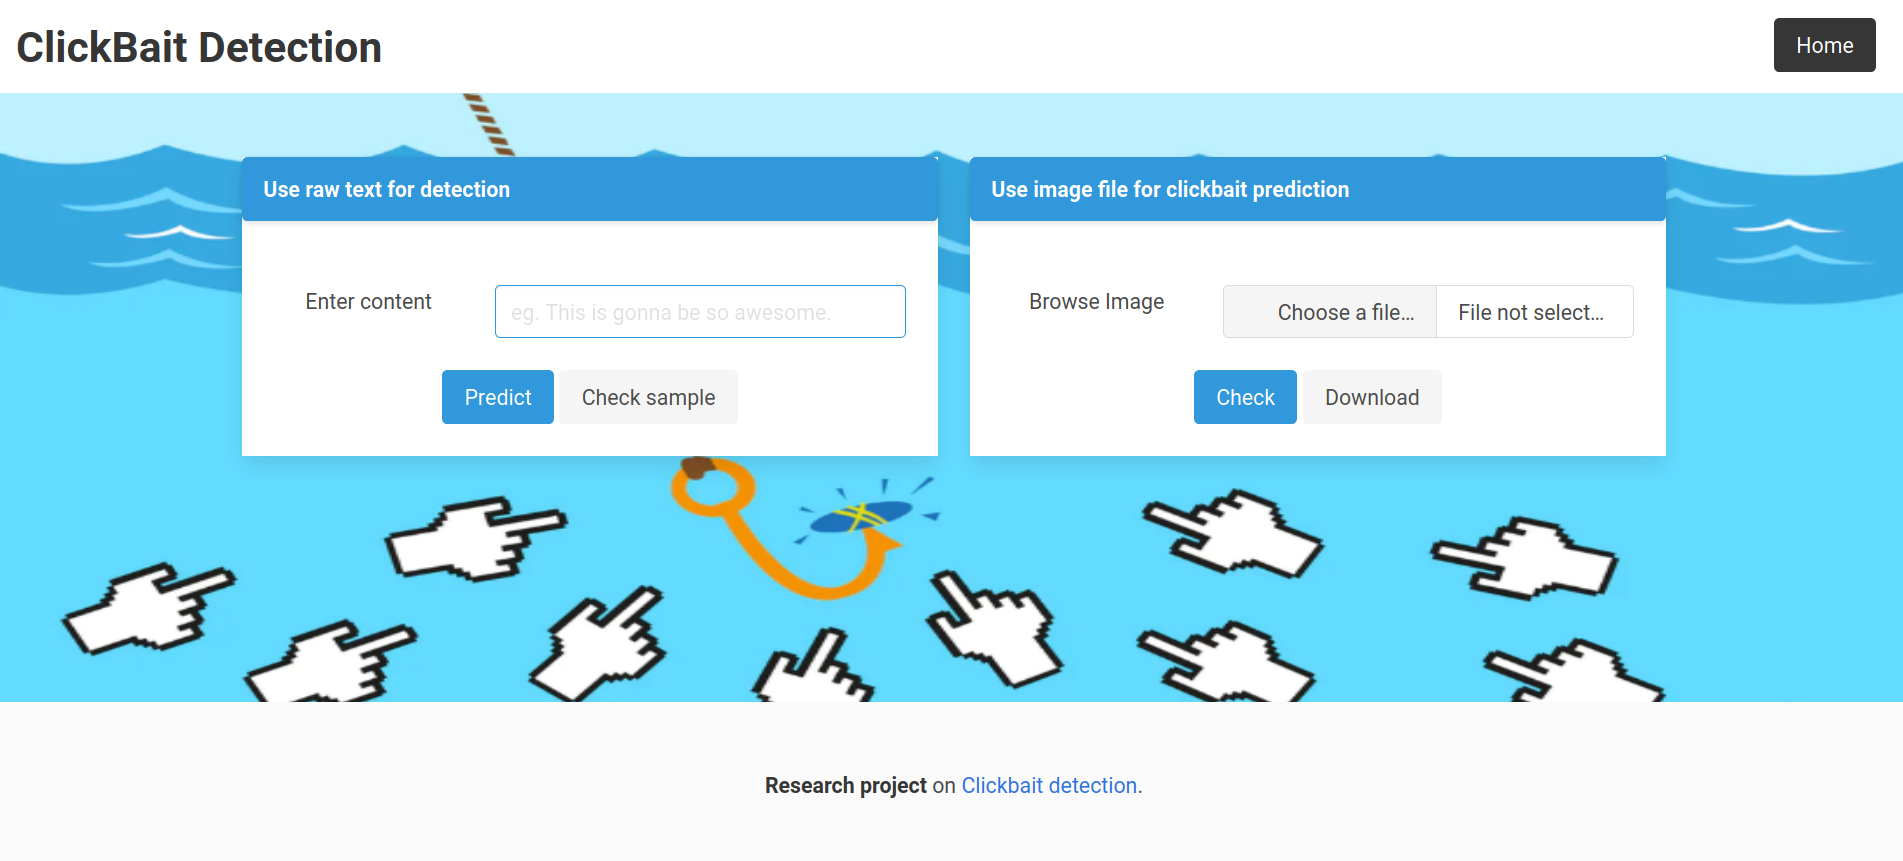 ClickBait Detection
Home
Use raw text for detection
Enter content
eg. This is gonna be so awesome.
Predict
Check sample
Use image file for clickbait prediction
Browse Image
Choose a file…
File not select…
Check
Download
Research project on Clickbait detection.